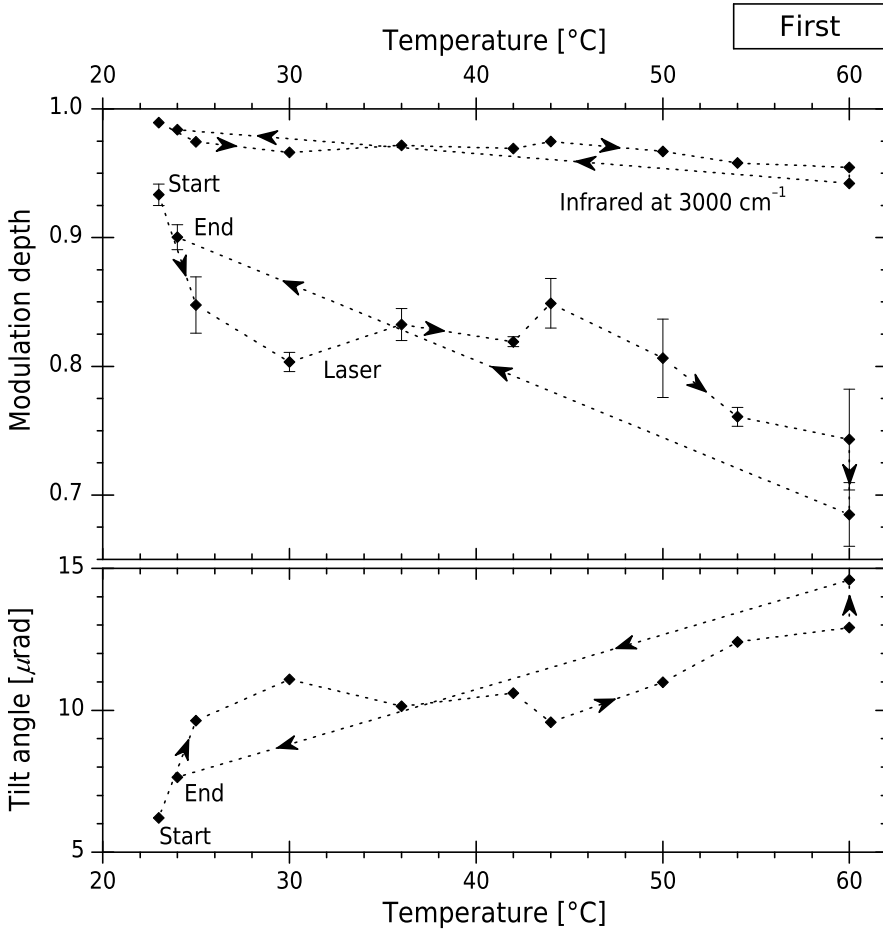 First
Temperature [°C]
20 30 40 50 60
1.0
0.9
0.8
0.7
Modulation depth
Start
End
Infrared at 3000 cm⁻¹
Laser
15
10
5
Tilt angle [μrad]
End
Start
20 30 40 50 60
Temperature [°C]